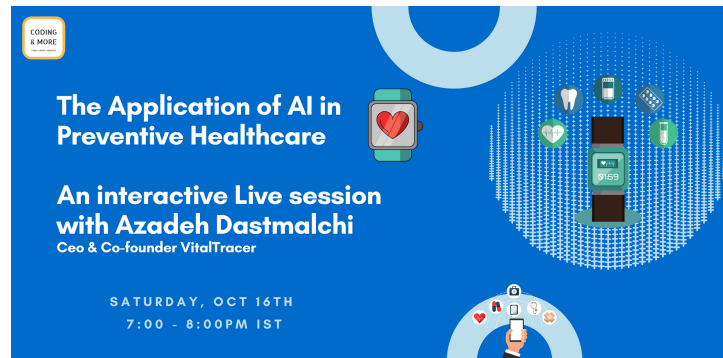 CODING
& MORE
The Application of AI in
Preventive Healthcare
An interactive Live session
with Azadeh Dastmalchi
Ceo & Co-founder VitalTracer
SATURDAY, OCT 16TH
7:00 - 8:00PM IST